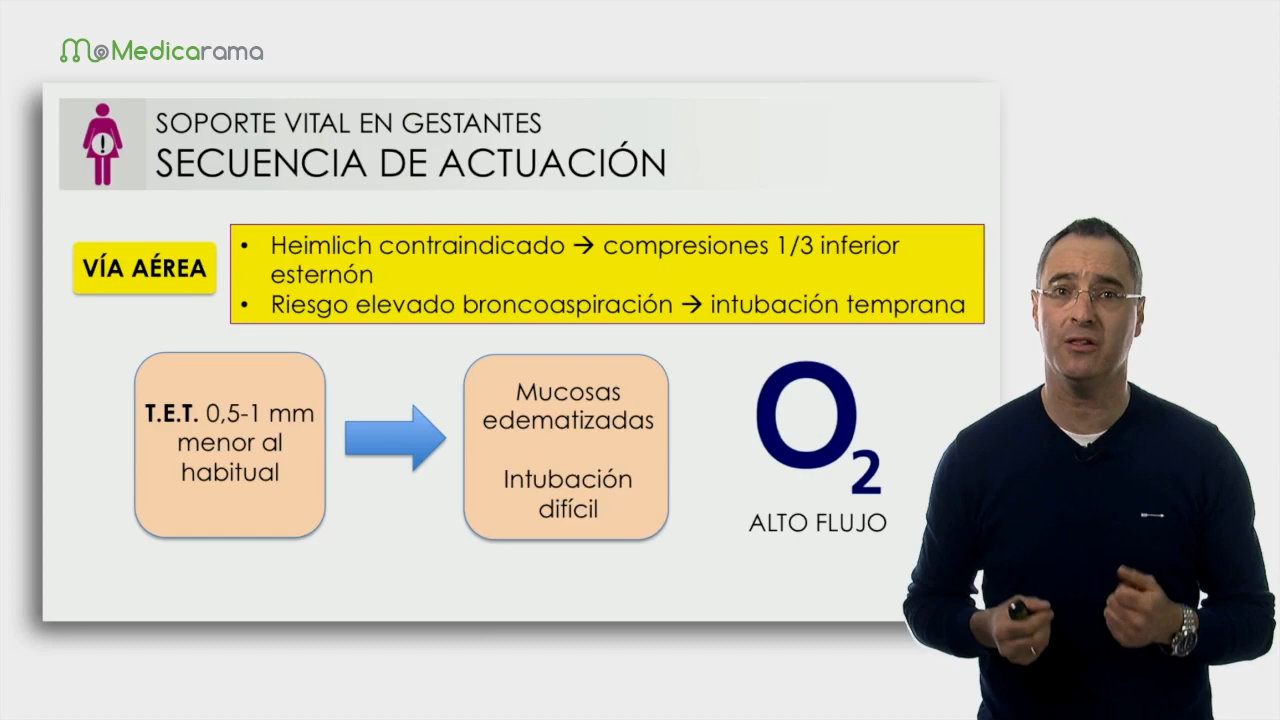 Medicarama
SOPORTE VITAL EN GESTANTES
SECUENCIA DE ACTUACIÓN
VÍA AÉREA
• Heimlich contraindicado → compresiones 1/3 inferior
esternón
• Riesgo elevado broncoaspiración → intubación temprana
T.E.T. 0,5-1 mm
menor al
habitual
Mucosas
edematizadas
Intubación
difícil
O2
ALTO FLUJO